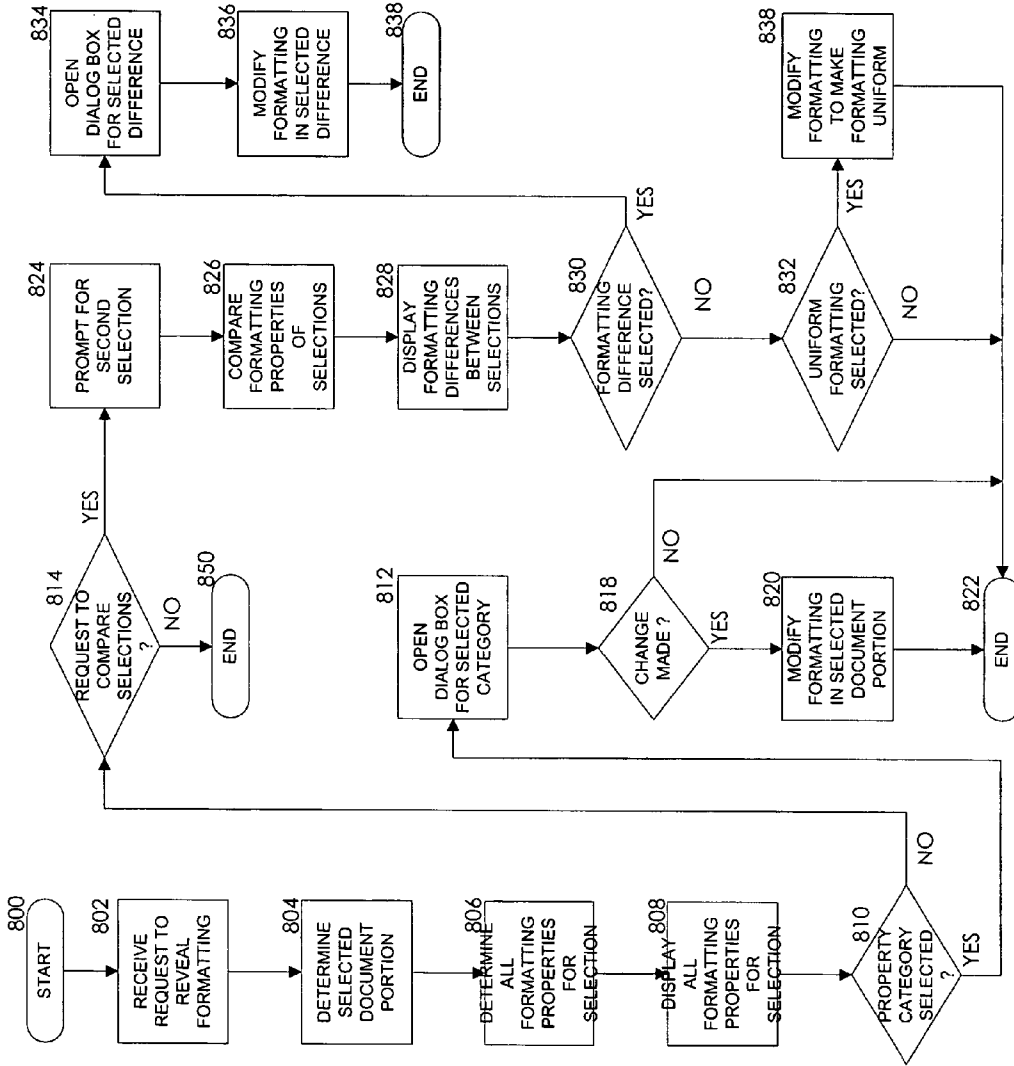 800
START
802
RECEIVE
REQUEST TO
REVEAL
FORMATTING
804
DETERMINE
SELECTED
DOCUMENT
PORTION
806
DETERMINE
ALL
FORMATTING
PROPERTIES
FOR
SELECTION
808
DISPLAY
ALL
FORMATTING
PROPERTIES
FOR
SELECTION
810
PROPERTY
CATEGORY
SELECTED
?
NO
YES
814
REQUEST TO
COMPARE
SELECTIONS
?
YES
NO
850
END
812
OPEN
DIALOG BOX
FOR SELECTED
CATEGORY
818
CHANGE
MADE ?
NO
YES
820
MODIFY
FORMATTING
IN SELECTED
DOCUMENT
PORTION
822
END
824
PROMPT FOR
SECOND
SELECTION
826
COMPARE
FORMATTING
PROPERTIES
OF
SELECTIONS
828
DISPLAY
FORMATTING
DIFFERENCES
BETWEEN
SELECTIONS
830
FORMATTING
DIFFERENCE
SELECTED?
YES
NO
832
UNIFORM
FORMATTING
SELECTED?
YES
NO
834
OPEN
DIALOG BOX
FOR SELECTED
DIFFERENCE
836
MODIFY
FORMATTING
IN SELECTED
DIFFERENCE
838
END
838
MODIFY
FORMATTING
TO MAKE
FORMATTING
UNIFORM